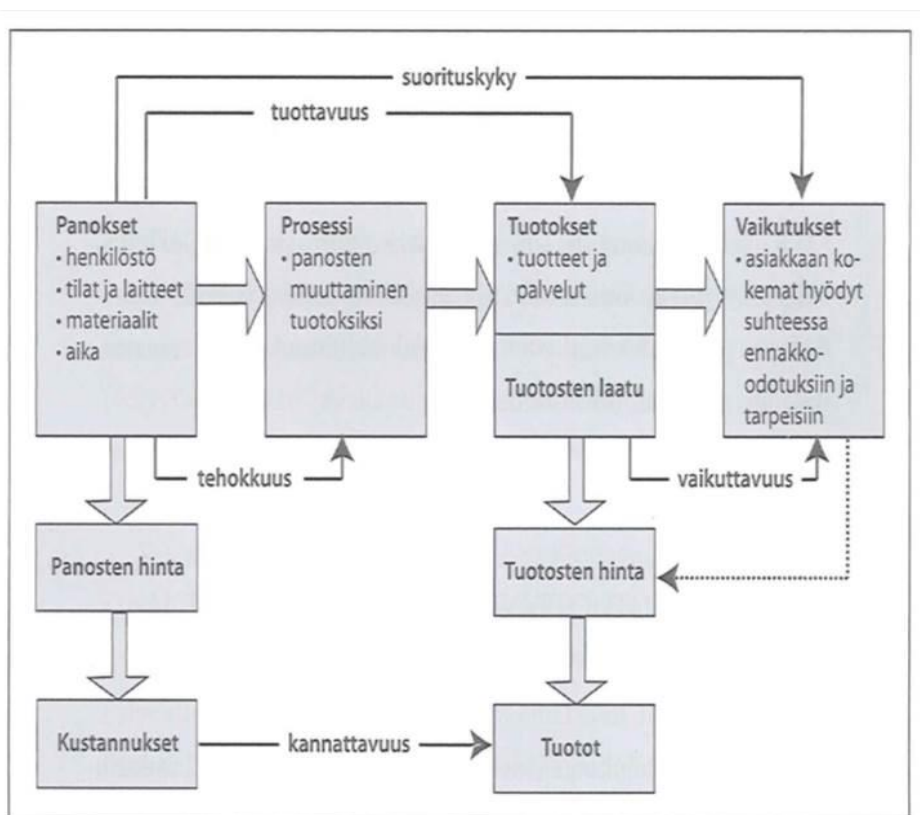 suorituskyky
tuottavuus
Panokset
• henkilöstö
• tilat ja laitteet
• materiaalit
• aika
Prosessi
• panosten
muuttaminen
tuotoksiksi
Tuotokset
• tuotteet ja
palvelut
Tuotosten laatu
Vaikutukset
• asiakkaan ko-
kemat hyödyt
suhteessa
ennakko-
odotuksiin ja
tarpeisiin
tehokkuus
vaikuttavuus
Panosten hinta
Tuotosten hinta
Kustannukset
kannattavuus
Tuotot